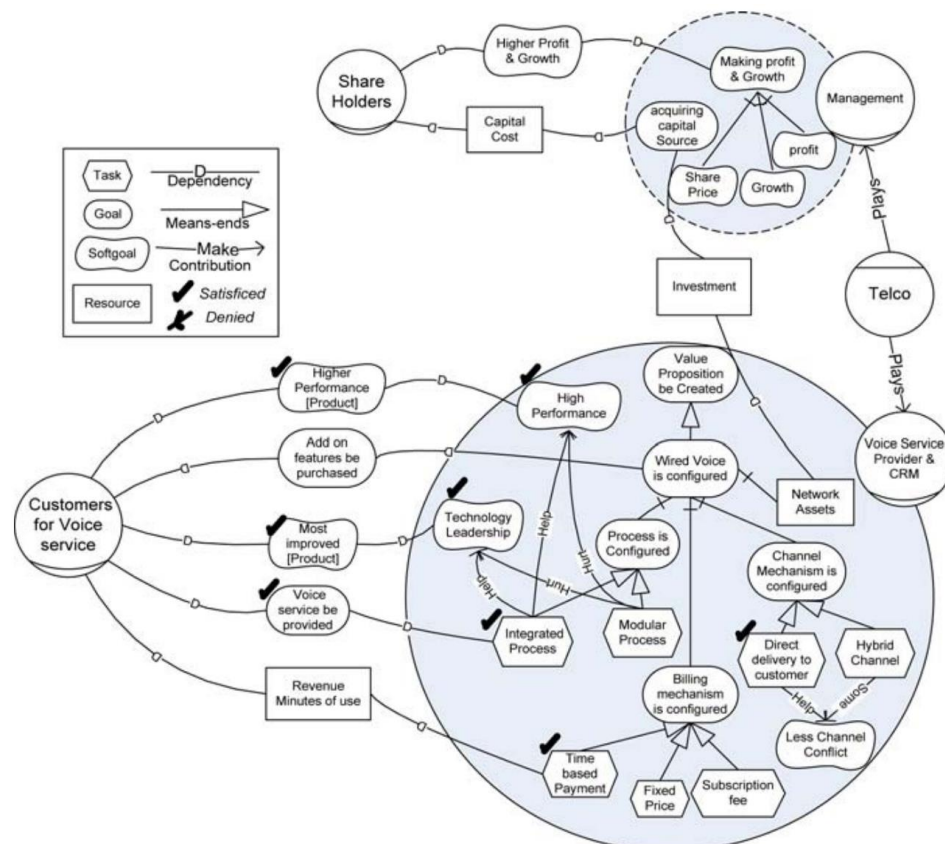 Higher Profit
& Growth
Making profit
& Growth
Share
Holders
Management
Capital
Cost
acquiring
capital
Source
profit
Share
Price
Growth
D
D
D
D
D
Plays
Task
D
Dependency
Goal
Means-ends
Softgoal
Make
Contribution
Resource
Satisficed
Denied
Investment
Telco
Plays
D
Value
Proposition
be Created
Higher
Performance
[Product]
High
Performance
D
D
Add on
features be
purchased
Wired Voice
is configured
Voice Service
Provider &
CRM
D
D
Customers
for Voice
service
Network
Assets
Technology
Leadership
Help
Process is
Configured
Most
improved
[Product]
D
D
Hurt
Channel
Mechanism is
configured
Help
Hurt
Voice
service be
provided
D
D
Integrated
Process
Modular
Process
Direct
delivery to
customer
Hybrid
Channel
D
Revenue
Minutes of use
Billing
mechanism
is configured
Help
Some
D
Less Channel
Conflict
Time
based
Payment
Fixed
Price
Subscription
fee